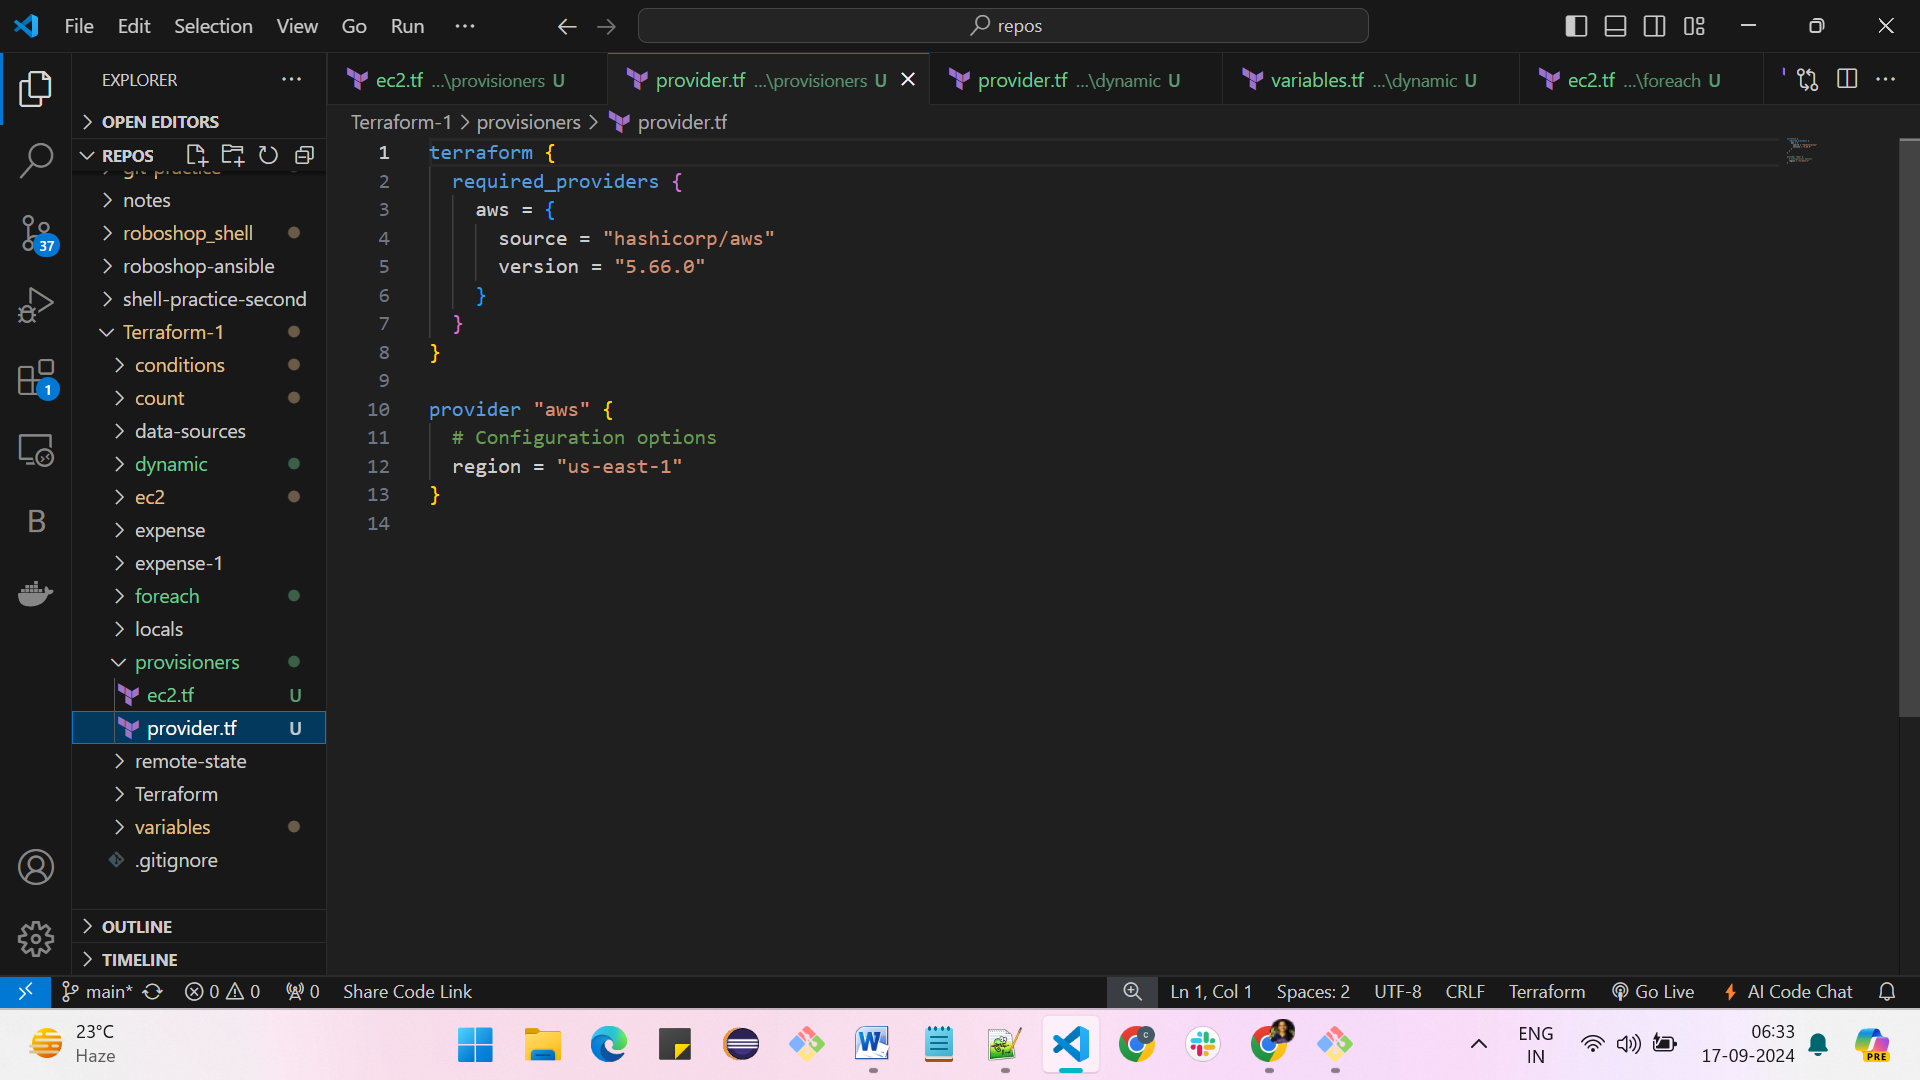 File Edit Selection View Go Run ···
repos
EXPLORER
ec2.tf ...\provisioners U
provider.tf ...\provisioners U
provider.tf ...\dynamic U
variables.tf ...\dynamic U
ec2.tf ...\foreach U
OPEN EDITORS
Terraform-1 > provisioners > provider.tf
REPOS
git-practice
notes
roboshop_shell
roboshop-ansible
shell-practice-second
Terraform-1
conditions
count
data-sources
dynamic
ec2
expense
expense-1
foreach
locals
provisioners
ec2.tf U
provider.tf U
remote-state
Terraform
variables
.gitignore
OUTLINE
TIMELINE
37
1
B
1 terraform {
2 required_providers {
3 aws = {
4 source = "hashicorp/aws"
5 version = "5.66.0"
6 }
7 }
8 }
9
10 provider "aws" {
11 # Configuration options
12 region = "us-east-1"
13 }
14
main* 0 0 0 Share Code Link Ln 1, Col 1 Spaces: 2 UTF-8 CRLF Terraform Go Live AI Code Chat
23°C
Haze
W
C
ENG
IN
06:33
17-09-2024
PRE